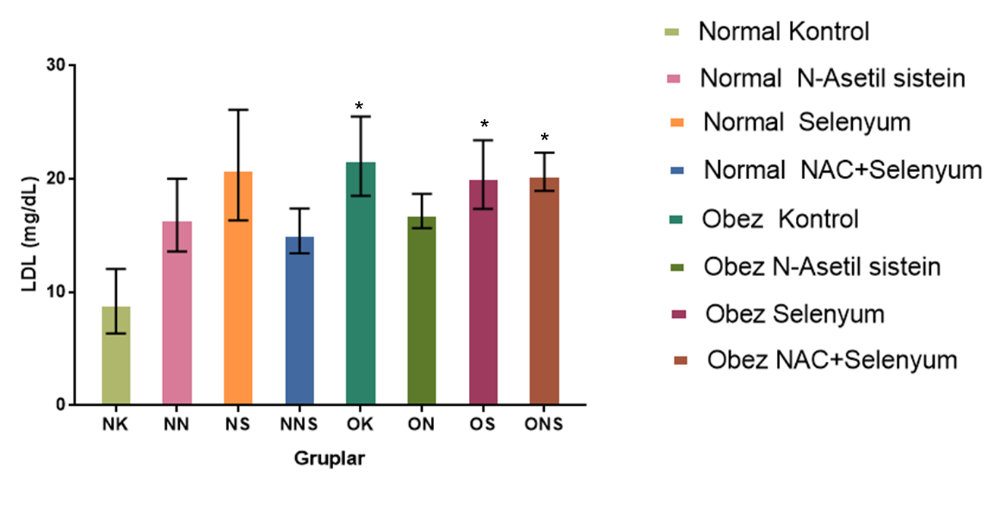 Normal Kontrol
Normal N-Asetil sistein
Normal Selenyum
Normal NAC+Selenyum
Obez Kontrol
Obez N-Asetil sistein
Obez Selenyum
Obez NAC+Selenyum
LDL (mg/dL)
30
20
10
0
*
*
*
NK NN NS NNS OK ON OS ONS
Gruplar